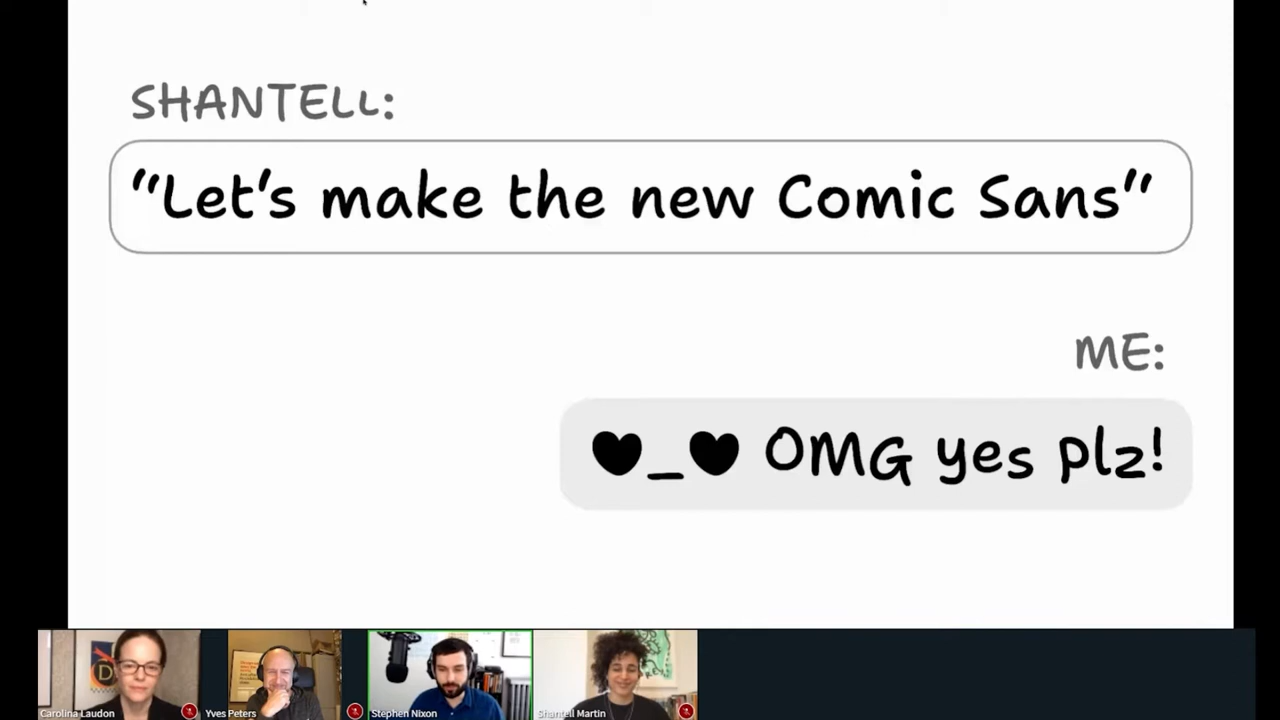 SHANTELL:
“Let’s make the new Comic Sans”
ME:
♥_♥ OMG yes plz!
D
Carolina Laudon
Yves Peters
Stephen Nixon
Shantell Martin